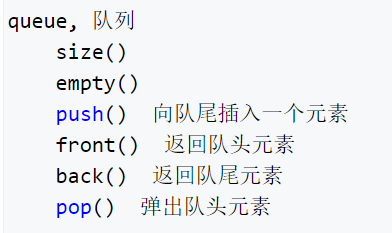 queue, 队列
size()
empty()
push()  向队尾插入一个元素
front()  返回队头元素
back()  返回队尾元素
pop()  弹出队头元素